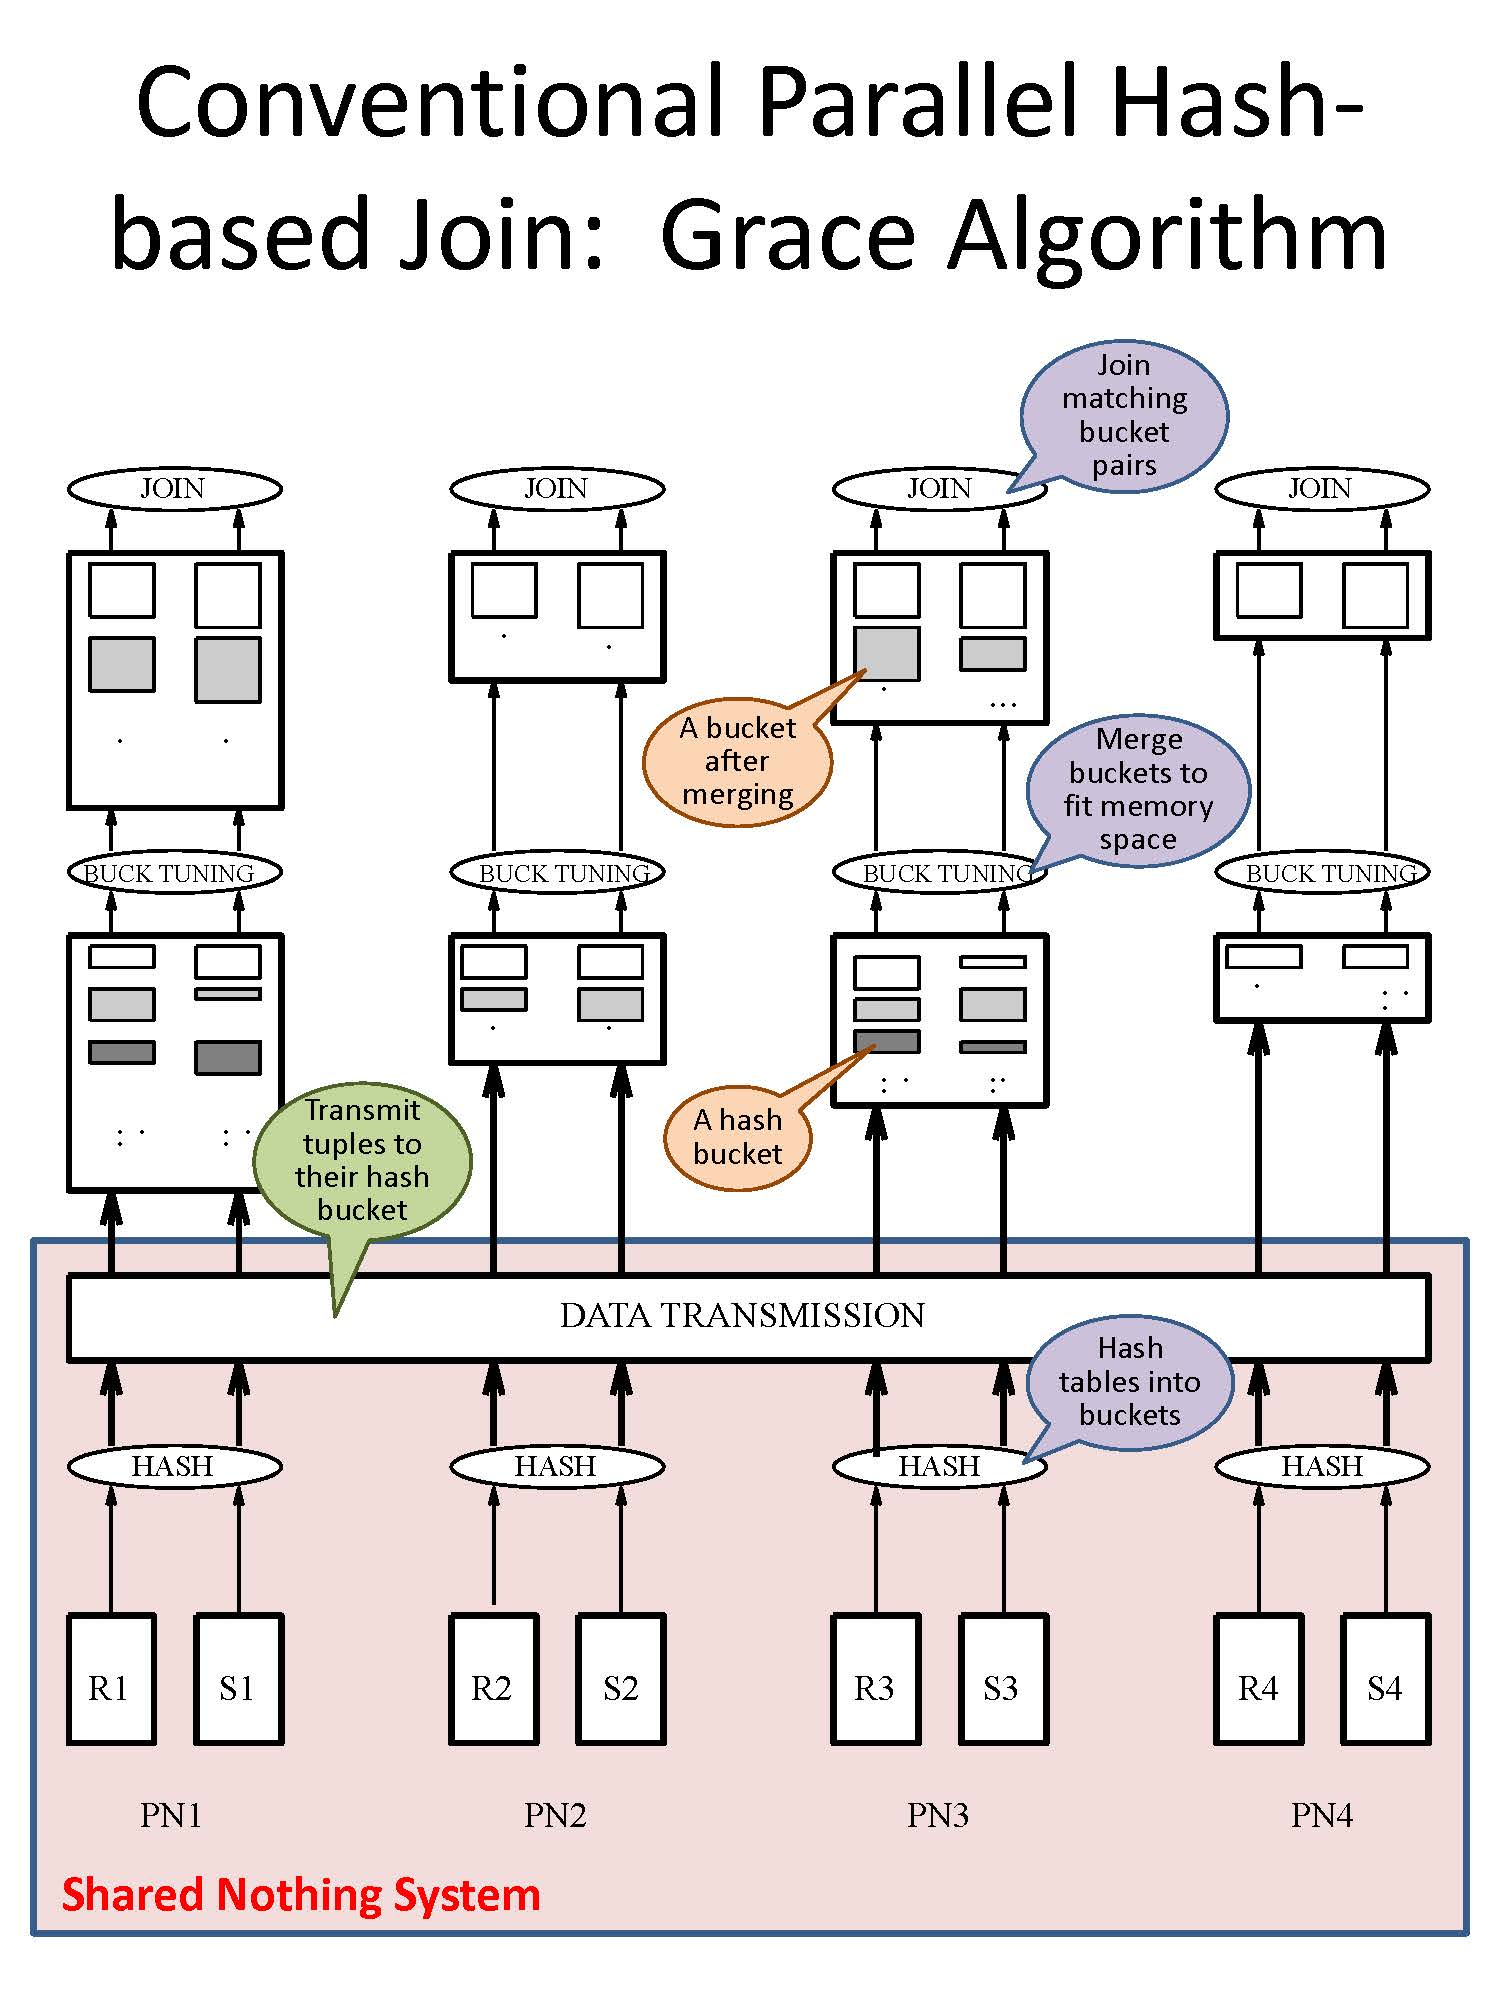 Conventional Parallel Hash-
based Join:  Grace Algorithm
Join
matching
bucket
pairs
JOIN
JOIN
JOIN
JOIN
A bucket
after
merging
Merge
buckets to
fit memory
space
BUCK TUNING
BUCK TUNING
BUCK TUNING
BUCK TUNING
Transmit
tuples to
their hash
bucket
A hash
bucket
DATA TRANSMISSION
Hash
tables into
buckets
HASH
HASH
HASH
HASH
R1
S1
R2
S2
R3
S3
R4
S4
PN1
PN2
PN3
PN4
Shared Nothing System